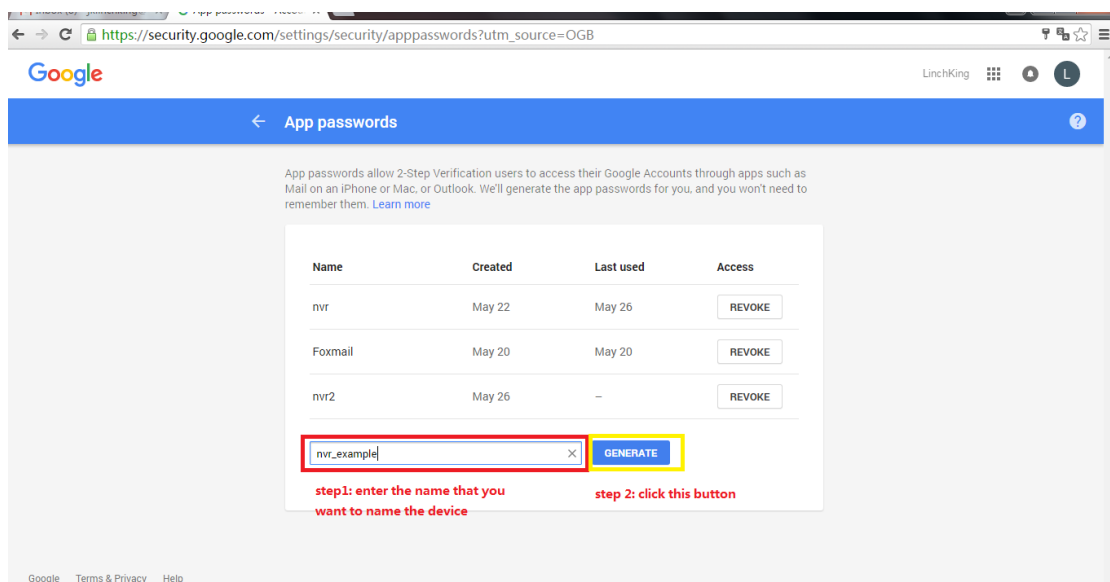 App passwords - Acco
https://security.google.com/settings/security/apppasswords?utm_source=OGB
Google
LinchKing
L
App passwords
App passwords allow 2-Step Verification users to access their Google Accounts through apps such as
Mail on an iPhone or Mac, or Outlook. We'll generate the app passwords for you, and you won't need to
remember them. Learn more
Name Created Last used Access
nvr May 22 May 26 REVOKE
Foxmail May 20 May 20 REVOKE
nvr2 May 26 – REVOKE
nvr_example GENERATE
step1: enter the name that you
want to name the device
step 2: click this button
Google Terms & Privacy Help